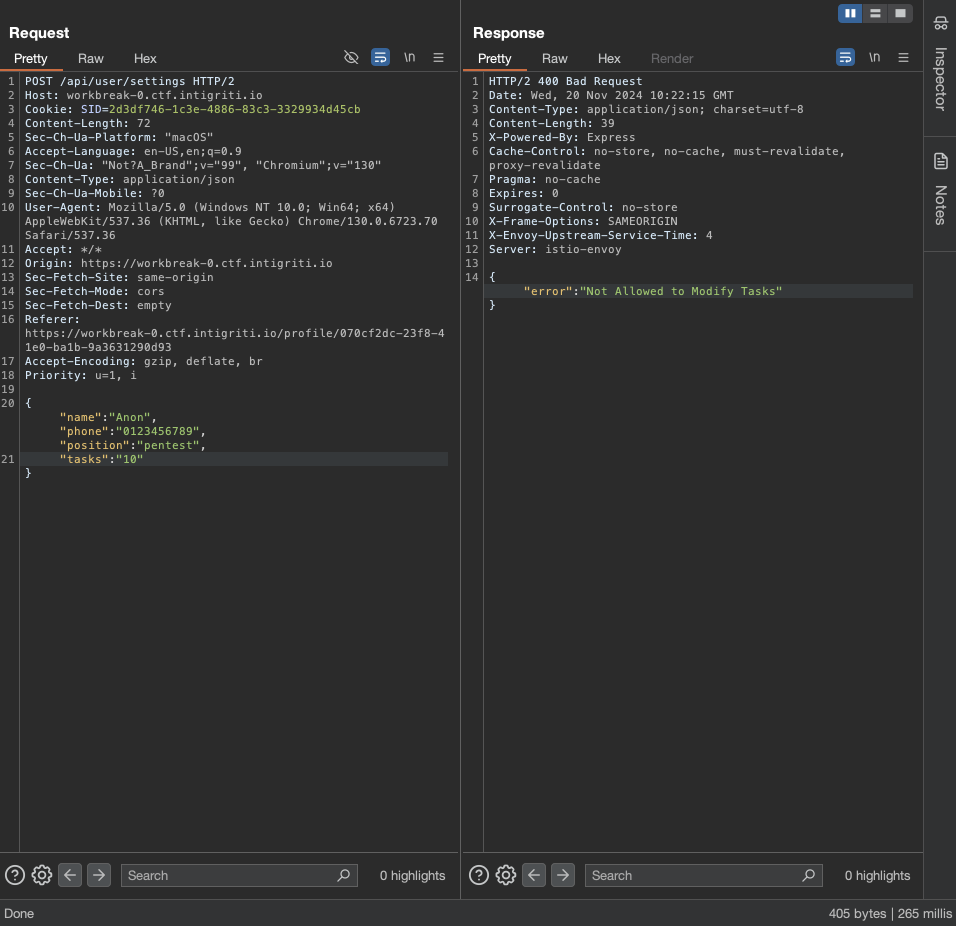 Request
Pretty Raw Hex \n
1 POST /api/user/settings HTTP/2
2 Host: workbreak-0.ctf.intigriti.io
3 Cookie: SID=2d3df746-1c3e-4886-83c3-3329934d45cb
4 Content-Length: 72
5 Sec-Ch-Ua-Platform: "macOS"
6 Accept-Language: en-US,en;q=0.9
7 Sec-Ch-Ua: "Not?A_Brand";v="99", "Chromium";v="130"
8 Content-Type: application/json
9 Sec-Ch-Ua-Mobile: ?0
10 User-Agent: Mozilla/5.0 (Windows NT 10.0; Win64; x64)
AppleWebKit/537.36 (KHTML, like Gecko) Chrome/130.0.6723.70
Safari/537.36
11 Accept: */*
12 Origin: https://workbreak-0.ctf.intigriti.io
13 Sec-Fetch-Site: same-origin
14 Sec-Fetch-Mode: cors
15 Sec-Fetch-Dest: empty
16 Referer:
https://workbreak-0.ctf.intigriti.io/profile/070cf2dc-23f8-4
1e0-ba1b-9a3631290d93
17 Accept-Encoding: gzip, deflate, br
18 Priority: u=1, i
19
20 {
"name":"Anon",
"phone":"0123456789",
"position":"pentest",
21 "tasks":"10"
}
Search 0 highlights
Response
Pretty Raw Hex Render \n
1 HTTP/2 400 Bad Request
2 Date: Wed, 20 Nov 2024 10:22:15 GMT
3 Content-Type: application/json; charset=utf-8
4 Content-Length: 39
5 X-Powered-By: Express
6 Cache-Control: no-store, no-cache, must-revalidate,
proxy-revalidate
7 Pragma: no-cache
8 Expires: 0
9 Surrogate-Control: no-store
10 X-Frame-Options: SAMEORIGIN
11 X-Envoy-Upstream-Service-Time: 4
12 Server: istio-envoy
13
14 {
"error":"Not Allowed to Modify Tasks"
}
Search 0 highlights
Inspector
Notes
Done 405 bytes | 265 millis